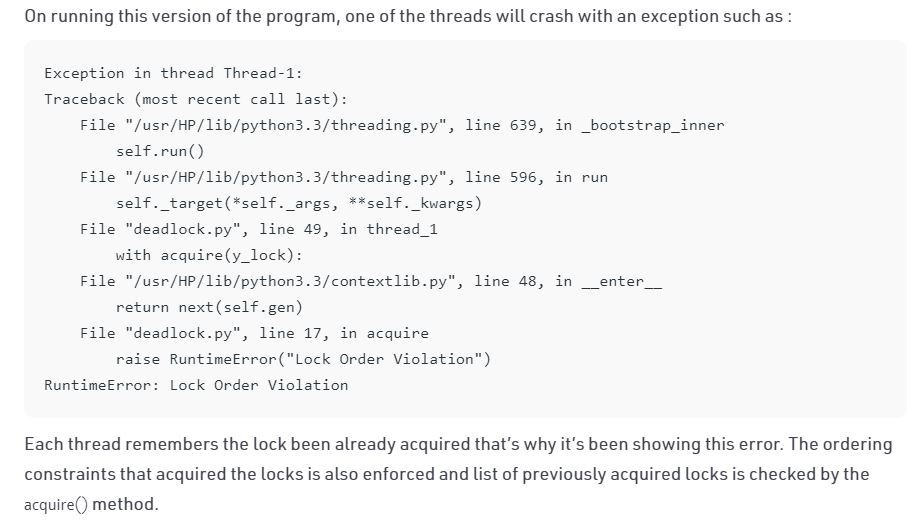 On running this version of the program, one of the threads will crash with an exception such as :
Exception in thread Thread-1:
Traceback (most recent call last):
File "/usr/HP/lib/python3.3/threading.py", line 639, in _bootstrap_inner
self.run()
File "/usr/HP/lib/python3.3/threading.py", line 596, in run
self._target(*self._args, **self._kwargs)
File "deadlock.py", line 49, in thread_1
with acquire(y_lock):
File "/usr/HP/lib/python3.3/contextlib.py", line 48, in __enter__
return next(self.gen)
File "deadlock.py", line 17, in acquire
raise RuntimeError("Lock Order Violation")
RuntimeError: Lock Order Violation
Each thread remembers the lock been already acquired that’s why it’s been showing this error. The ordering
constraints that acquired the locks is also enforced and list of previously acquired locks is checked by the
acquire() method.